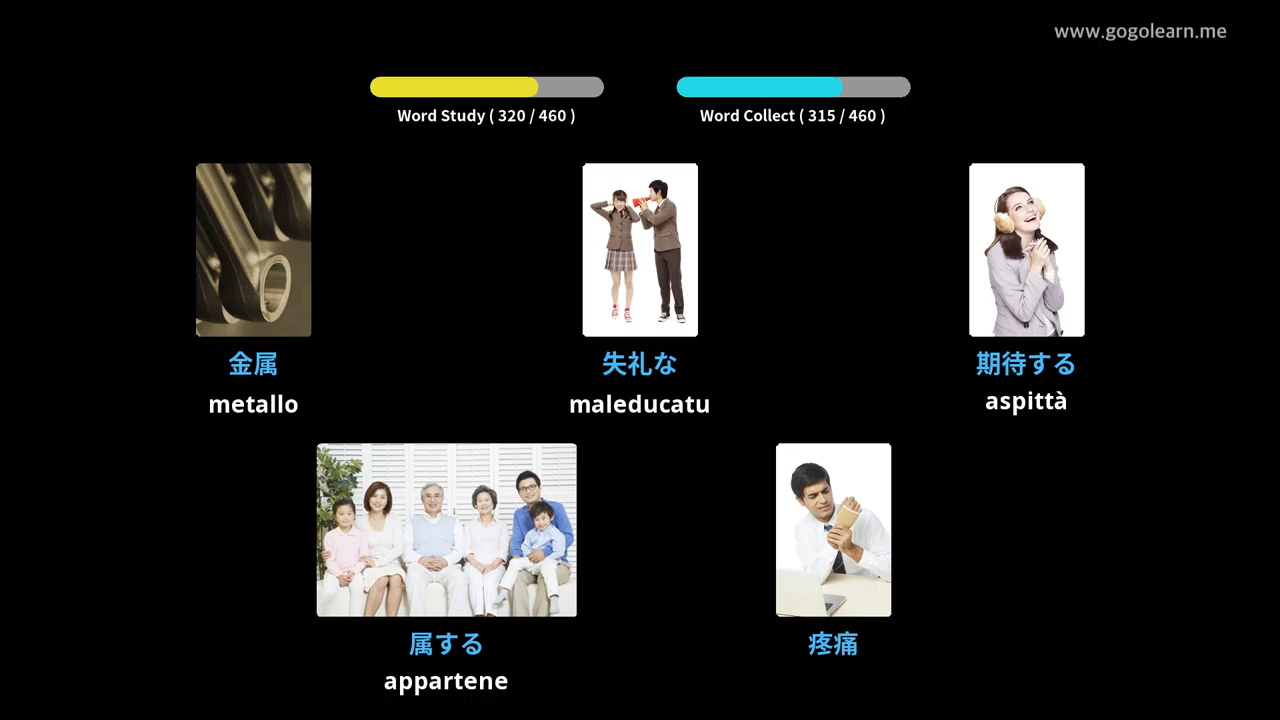 www.gogolearn.me
Word Study ( 320 / 460 )
Word Collect ( 315 / 460 )
金属
metallo
失礼な
maleducatu
期待する
aspittà
属する
appartene
疼痛